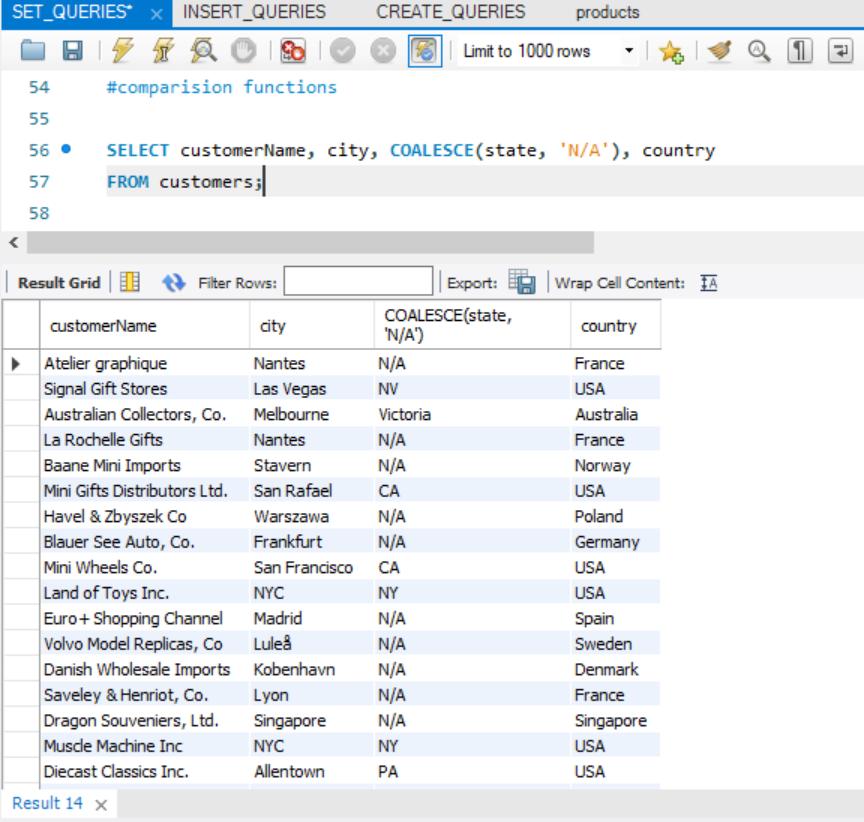 SET_QUERIES* × INSERT_QUERIES CREATE_QUERIES products
Limit to 1000 rows
54 #comparision functions
55
56 SELECT customerName, city, COALESCE(state, 'N/A'), country
57 FROM customers;
58
Result Grid Filter Rows: Export: Wrap Cell Content: IA
customerName city COALESCE(state, 'N/A') country
Atelier graphique Nantes N/A France
Signal Gift Stores Las Vegas NV USA
Australian Collectors, Co. Melbourne Victoria Australia
La Rochelle Gifts Nantes N/A France
Baane Mini Imports Stavern N/A Norway
Mini Gifts Distributors Ltd. San Rafael CA USA
Havel & Zbyszek Co Warszawa N/A Poland
Blauer See Auto, Co. Frankfurt N/A Germany
Mini Wheels Co. San Francisco CA USA
Land of Toys Inc. NYC NY USA
Euro+ Shopping Channel Madrid N/A Spain
Volvo Model Replicas, Co Luleå N/A Sweden
Danish Wholesale Imports Kobenhavn N/A Denmark
Saveley & Henriot, Co. Lyon N/A France
Dragon Souveniers, Ltd. Singapore N/A Singapore
Muscle Machine Inc NYC NY USA
Diecast Classics Inc. Allentown PA USA
Result 14 ×